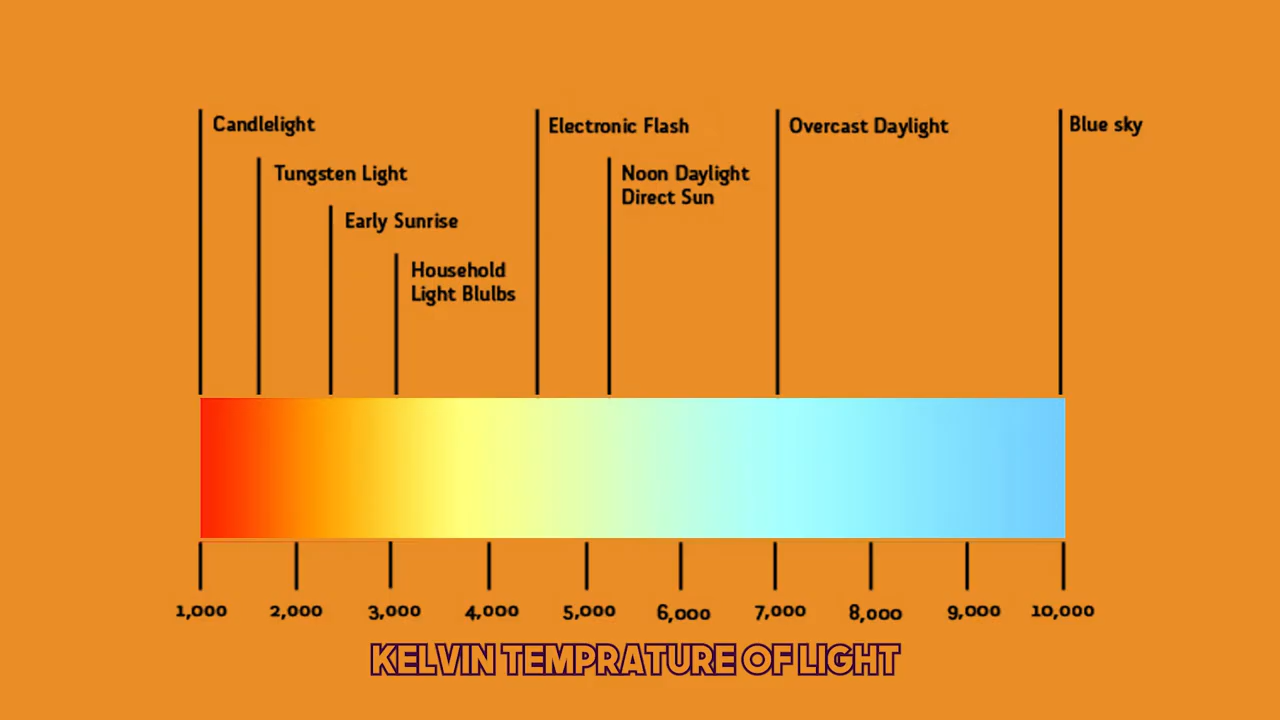 Candlelight
Electronic Flash
Overcast Daylight
Blue sky
Tungsten Light
Noon Daylight
Direct Sun
Early Sunrise
Household
Light Blulbs
1,000 2,000 3,000 4,000 5,000 6,000 7,000 8,000 9,000 10,000
KELVIN TEMPRATURE OF LIGHT